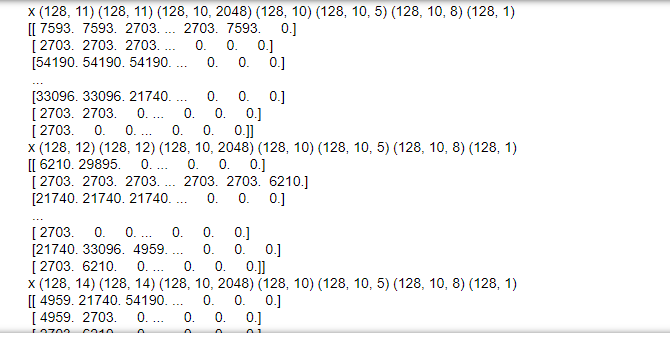 x (128, 11) (128, 11) (128, 10, 2048) (128, 10) (128, 10, 5) (128, 10, 8) (128, 1)
[[ 7593. 7593. 2703. ... 2703. 7593. 0.]
[ 2703. 2703. 2703. ... 0. 0. 0.]
[54190. 54190. 54190. ... 0. 0. 0.]
...
[33096. 33096. 21740. ... 0. 0. 0.]
[ 2703. 2703. 0. ... 0. 0. 0.]
[ 2703. 0. 0. ... 0. 0. 0.]]
x (128, 12) (128, 12) (128, 10, 2048) (128, 10) (128, 10, 5) (128, 10, 8) (128, 1)
[[ 6210. 29895. 0. ... 0. 0. 0.]
[ 2703. 2703. 2703. ... 2703. 2703. 6210.]
[21740. 21740. 21740. ... 0. 0. 0.]
...
[ 2703. 0. 0. ... 0. 0. 0.]
[21740. 33096. 4959. ... 0. 0. 0.]
[ 2703. 6210. 0. ... 0. 0. 0.]]
x (128, 14) (128, 14) (128, 10, 2048) (128, 10) (128, 10, 5) (128, 10, 8) (128, 1)
[[ 4959. 21740. 54190. ... 0. 0. 0.]
[ 4959. 2703. 0. ... 0. 0. 0.]